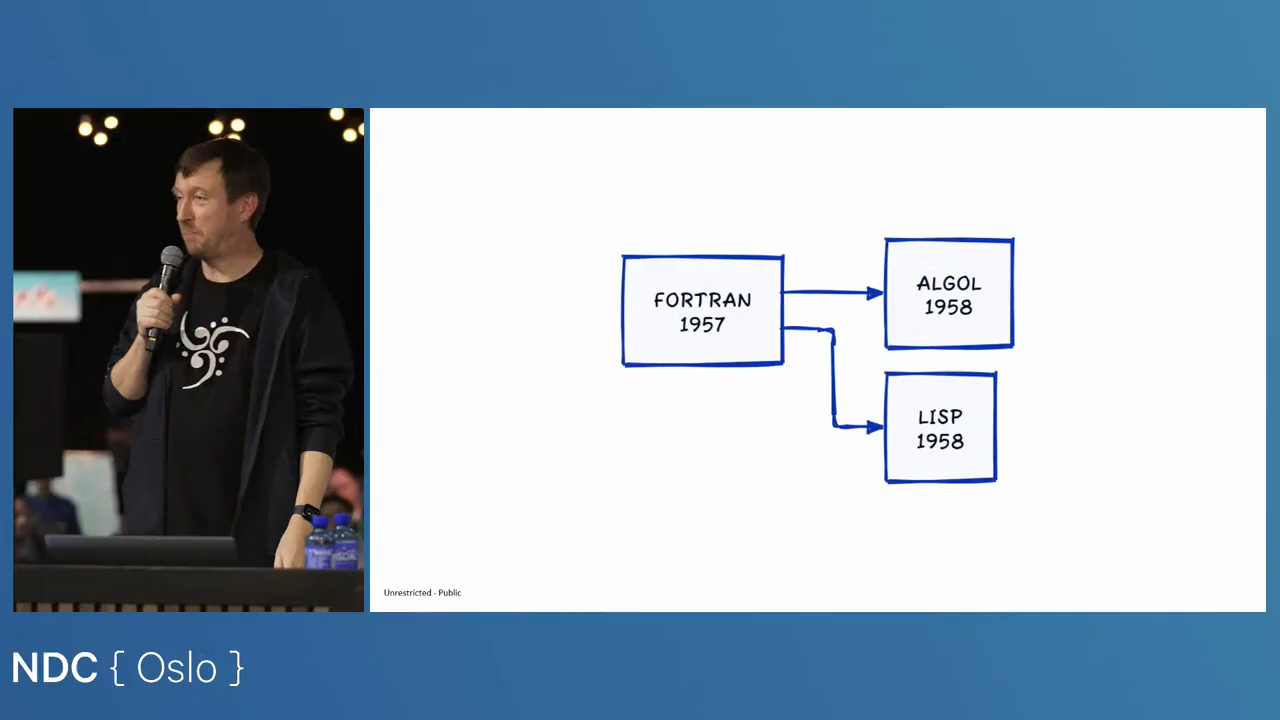 FORTRAN
1957
ALGOL
1958
LISP
1958
Unrestricted - Public
NDC { Oslo }